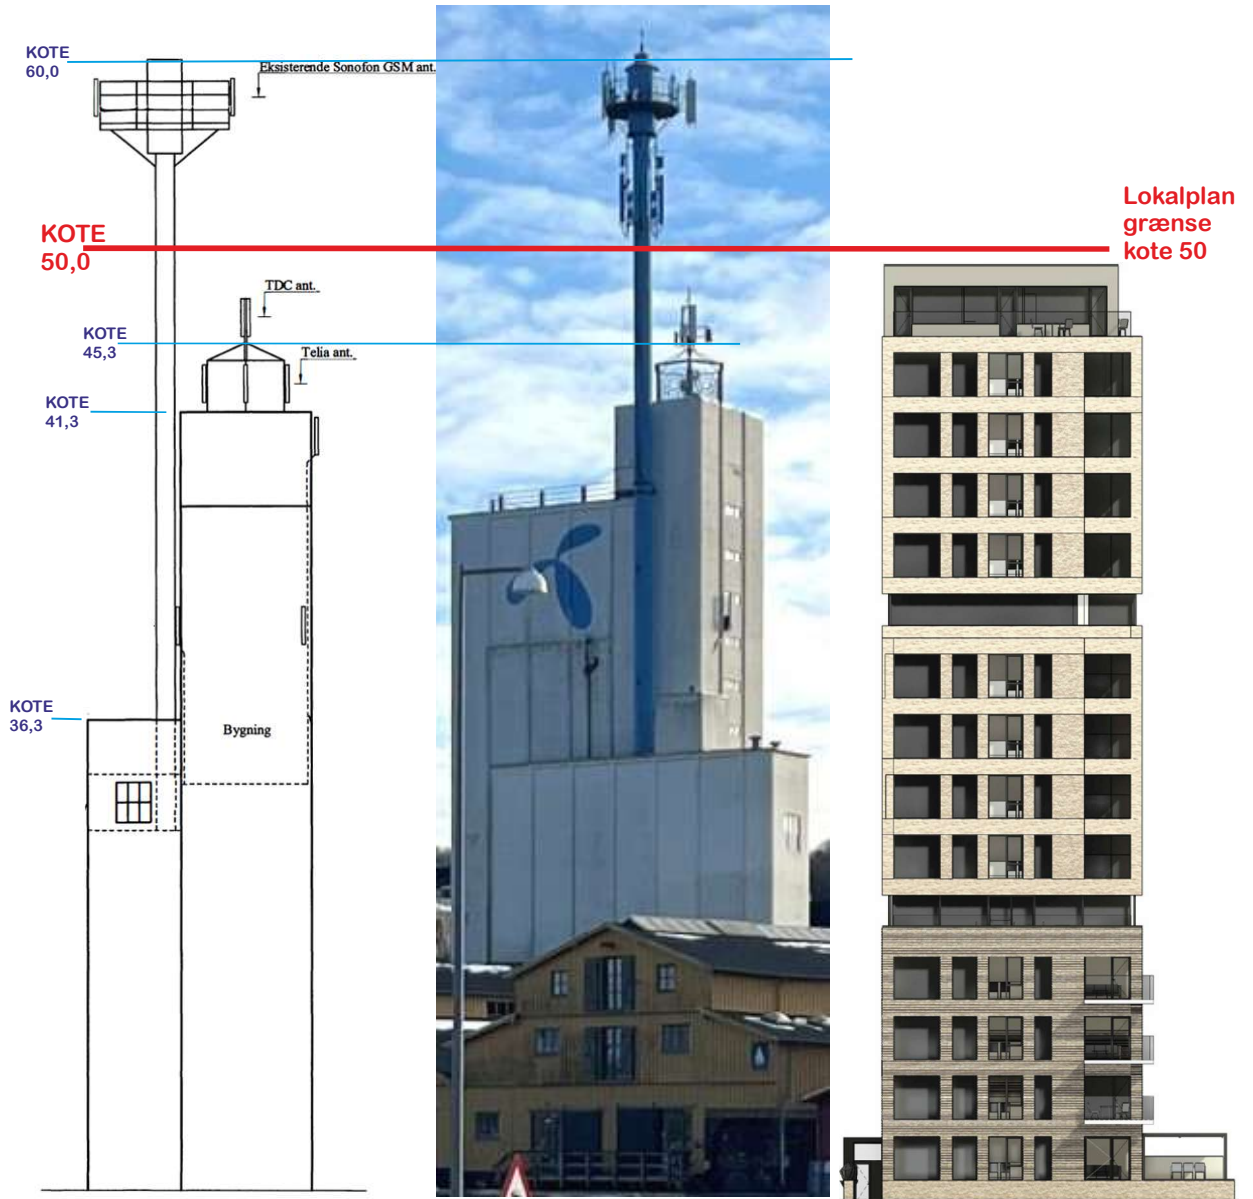 KOTE
60,0
Eksisterende Sonofon GSM ant.
Lokalplan
grænse
kote 50
KOTE
50,0
TDC ant.
KOTE
45,3
Telia ant.
KOTE
41,3
KOTE
36,3
Bygning